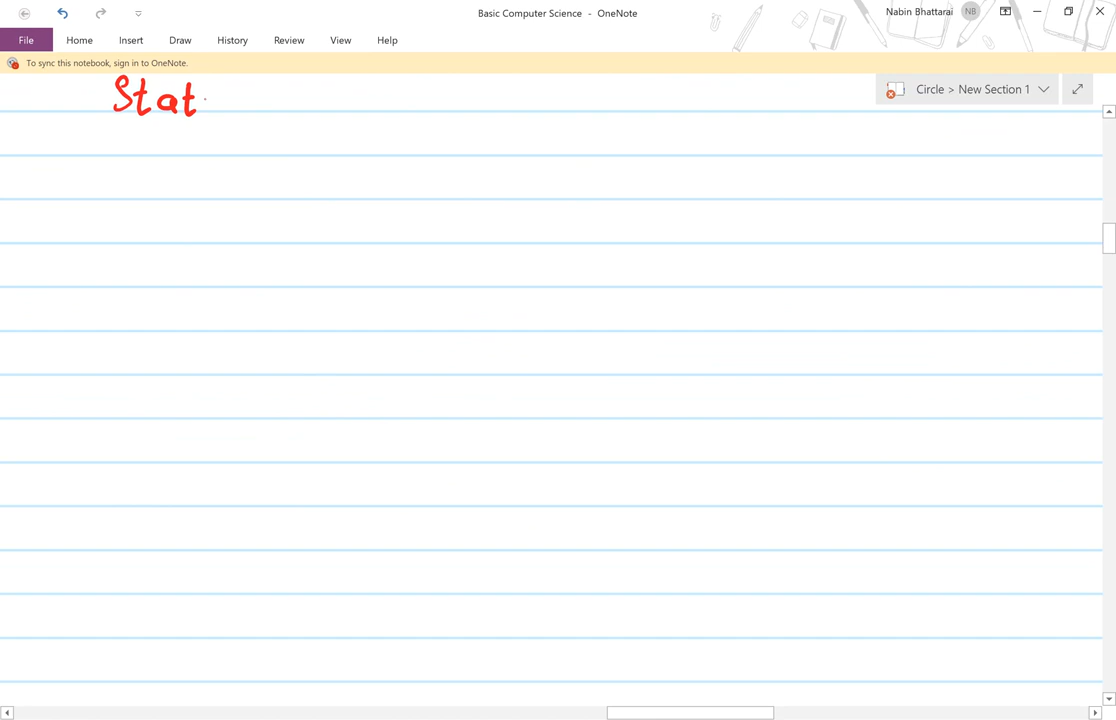 Basic Computer Science - OneNote
Nabin Bhattarai NB
File Home Insert Draw History Review View Help
To sync this notebook, sign in to OneNote.
Stat
Circle > New Section 1